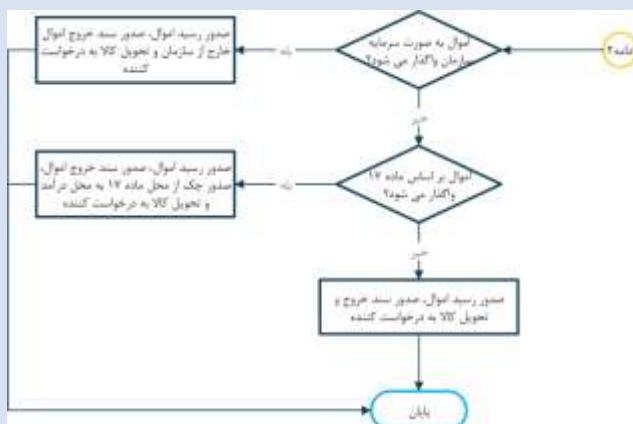 ادامه۲
اموال به صورت سرمایه
سازمان واگذار می شود؟
بله
صدور رسید اموال، صدور سند خروج اموال
خارج از سازمان و تحویل کالا به درخواست
کننده
خیر
اموال بر اساس ماده ۱۷
واگذار می شود؟
بله
صدور رسید اموال، صدور سند خروج اموال،
صدور چک از محل ماده ۱۷ به محل درآمد
و تحویل کالا به درخواست کننده
خیر
صدور رسید اموال، صدور سند خروج و
تحویل کالا به درخواست کننده
پایان